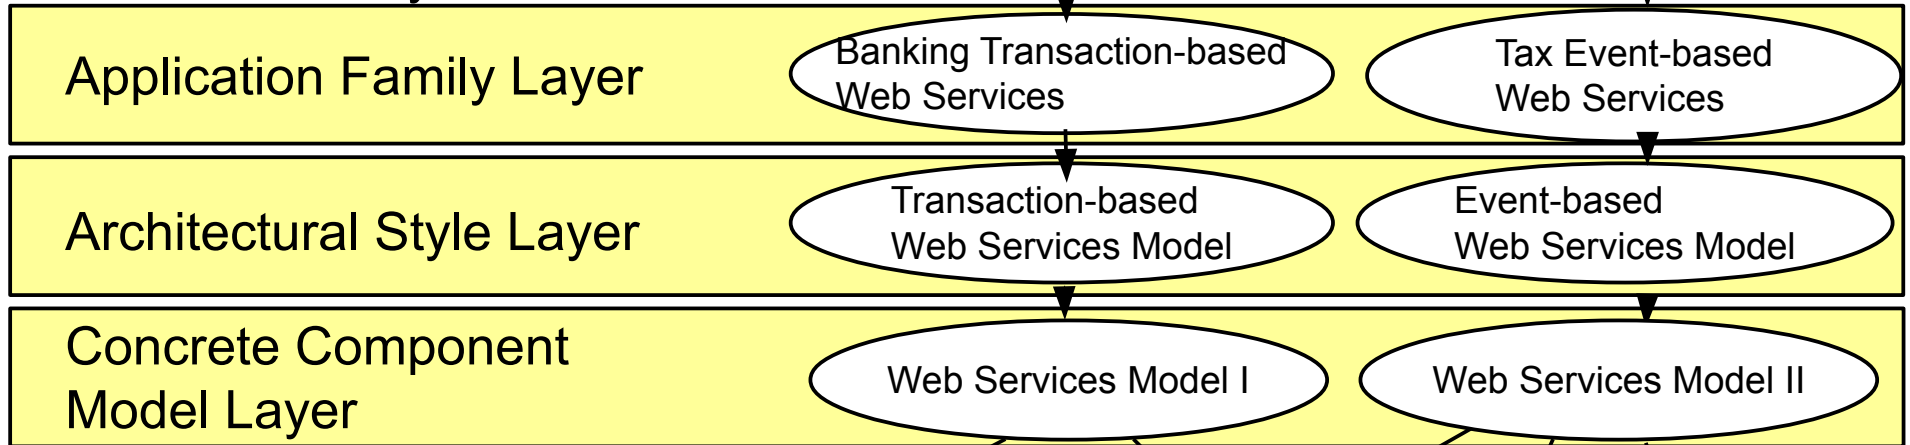 Application Family Layer
Banking Transaction-based
Web Services
Tax Event-based
Web Services
Architectural Style Layer
Transaction-based
Web Services Model
Event-based
Web Services Model
Concrete Component
Model Layer
Web Services Model I
Web Services Model II